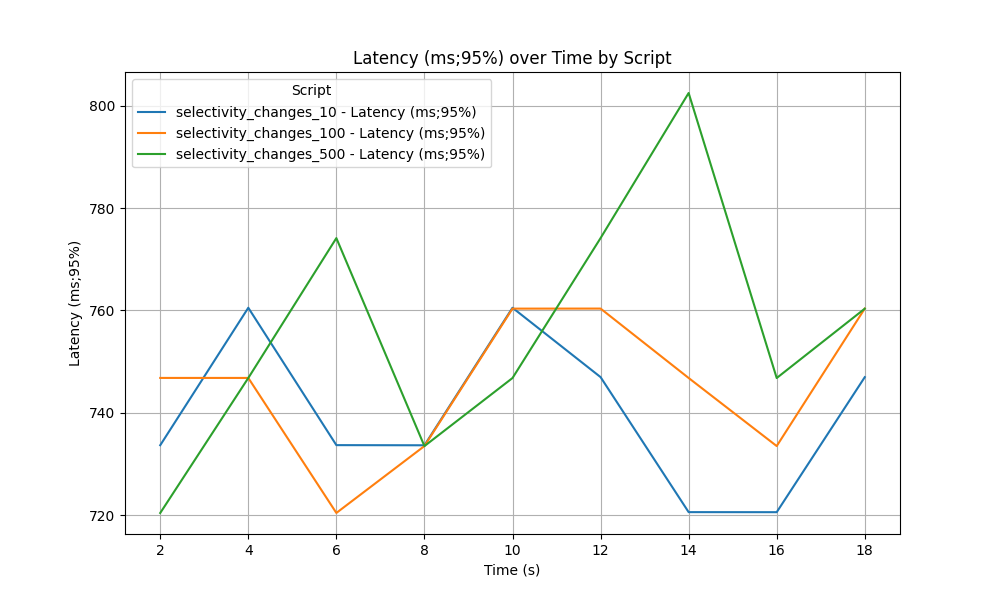 Latency (ms;95%) over Time by Script
Script
selectivity_changes_10 - Latency (ms;95%)
selectivity_changes_100 - Latency (ms;95%)
selectivity_changes_500 - Latency (ms;95%)
Latency (ms;95%)
800
780
760
740
720
2 4 6 8 10 12 14 16 18
Time (s)